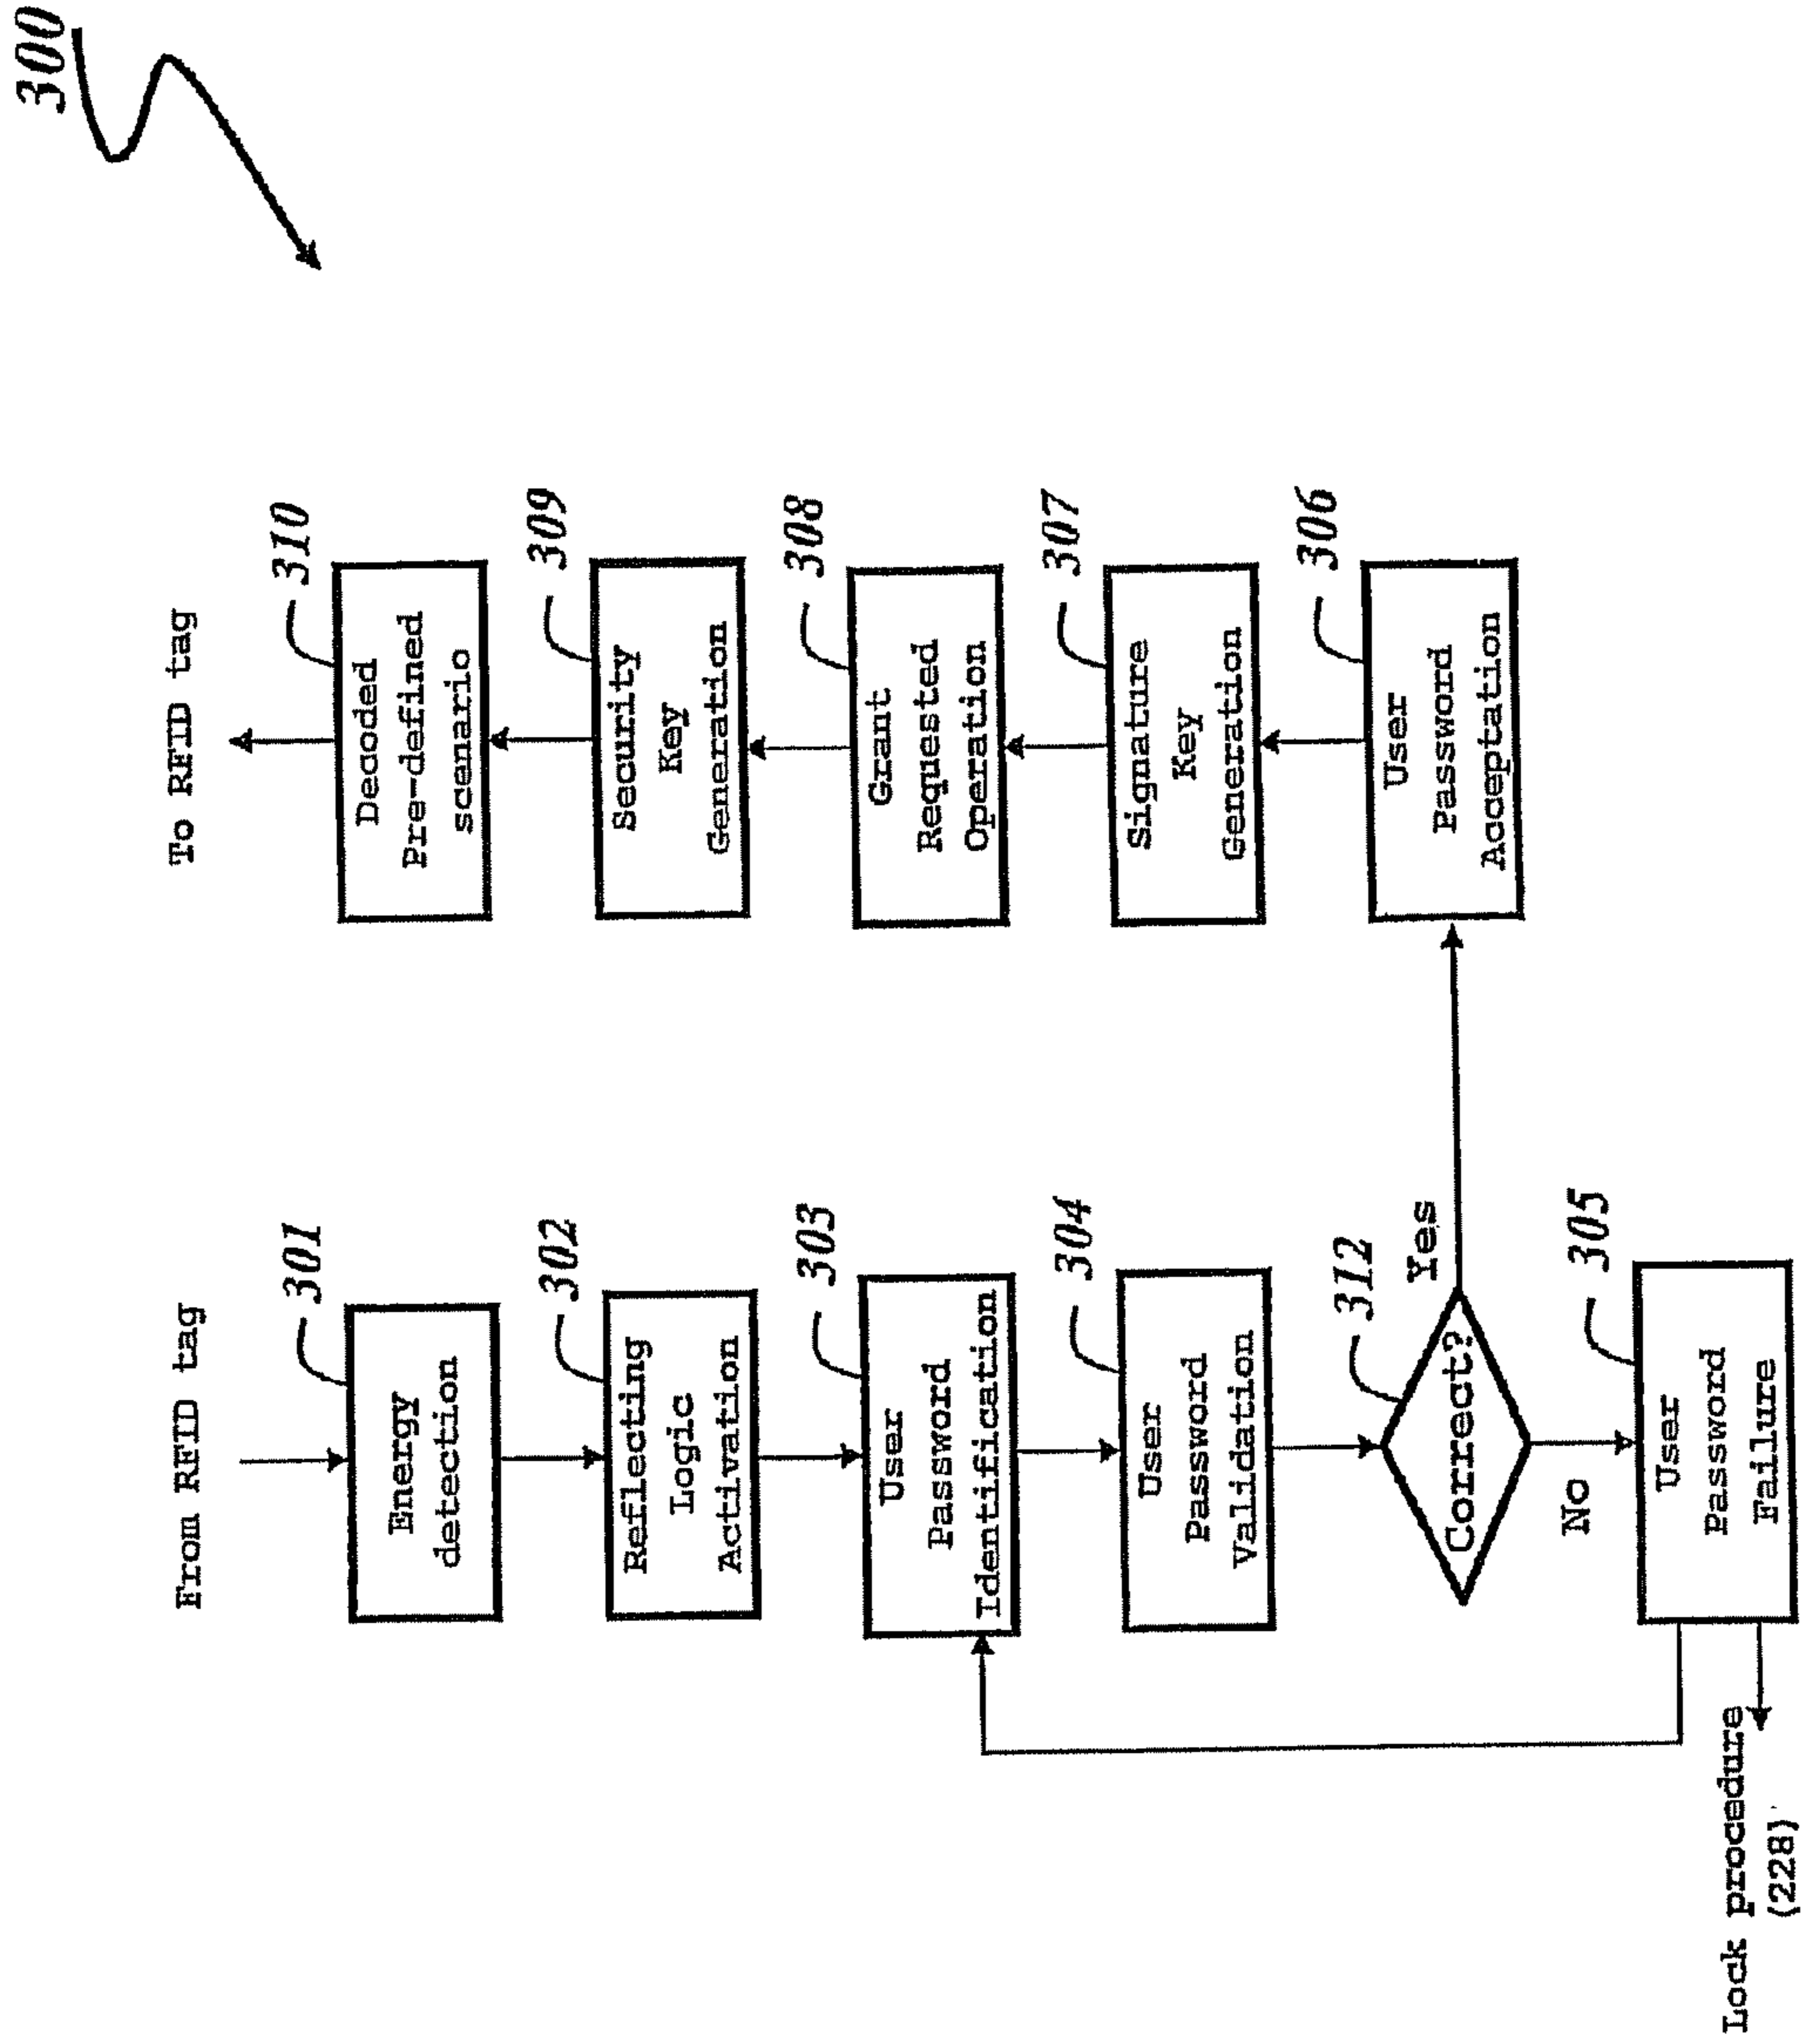 300
From RFID tag
301
Energy
detection
302
Reflecting
Logic
Activation
303
User
Password
Identification
304
User
Password
Validation
312
Correct?
Yes
No
305
User
Password
Failure
Lock procedure
(228)
To RFID tag
310
Decoded
Pre-defined
scenario
309
Security
Key
Generation
308
Grant
Requested
Operation
307
Signature
Key
Generation
306
User
Password
Acceptation